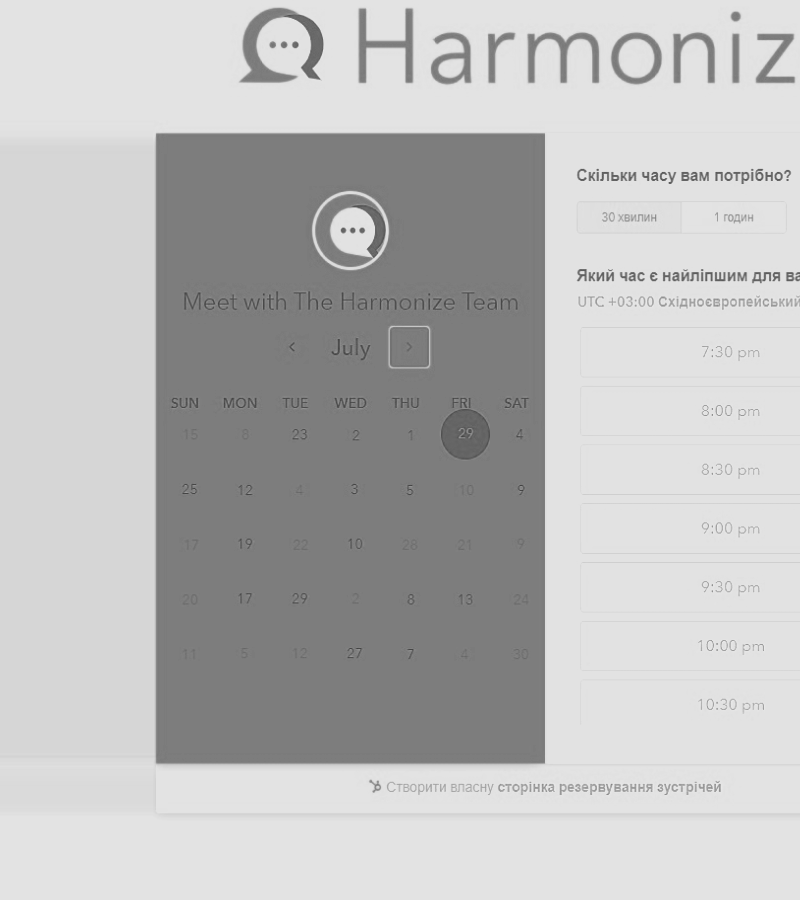 Harmoniz
Meet with The Harmonize Team
July
SUN MON TUE WED THU FRI SAT
15 8 23 2 1 29 4
25 12 4 3 5 10 9
17 19 22 10 28 21 9
20 17 29 2 8 13 24
11 5 12 27 7 4 30
Скільки часу вам потрібно?
30 хвилин 1 годин
Який час є найліпшим для ва
UTC +03:00 Східноєвропейський
7:30 pm
8:00 pm
8:30 pm
9:00 pm
9:30 pm
10:00 pm
10:30 pm
Створити власну сторінка резервування зустрічей